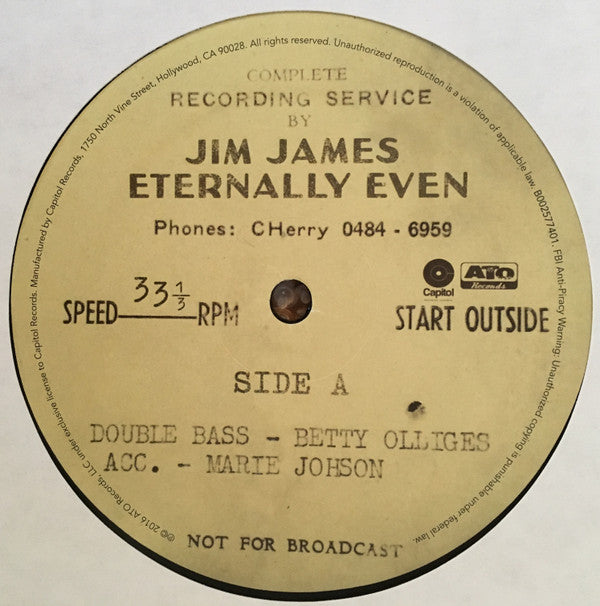 COMPLETE
RECORDING SERVICE
BY
JIM JAMES
ETERNALLY EVEN
Phones: CHerry 0484 - 6959
SPEED 33 1/3 RPM
Capitol
ATO
Records
START OUTSIDE
SIDE A
DOUBLE BASS - BETTY OLLIGES
ACC. - MARIE JOHSON
NOT FOR BROADCAST
℗© 2016 ATO Records, LLC under exclusive license to Capitol Records. Manufactured by Capitol Records, 1750 North Vine Street, Hollywood, CA 90028. All rights reserved. Unauthorized reproduction is a violation of applicable law. B002577401. FBI Anti-Piracy Warning: Unauthorized copying is punishable under federal law.